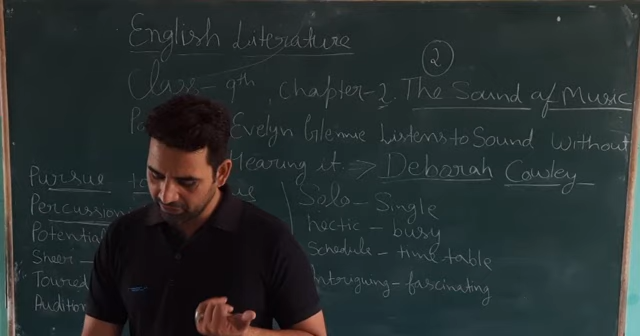 English Literature
2
Class - 9th, Chapter-2. The Sound of Music
Evelyn Glennie Listens to Sound Without
Hearing it. ⇒ Deborah Cowley
Pursue
Percussion
Potential
Sheer -
Toured
Audition
Solo - Single
hectic - busy
Schedule - time table
Intriguing - fascinating